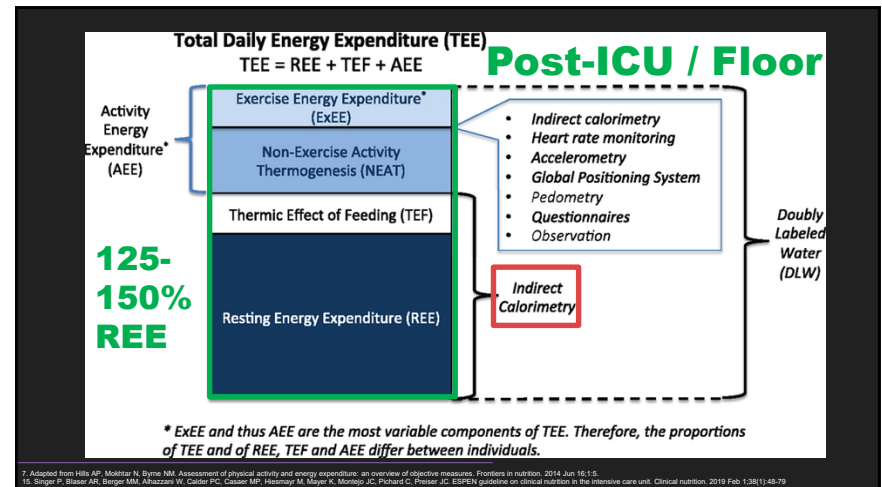 Total Daily Energy Expenditure (TEE)
TEE = REE + TEF + AEE
Post-ICU / Floor
Activity
Energy
Expenditure*
(AEE)
Exercise Energy Expenditure*
(ExEE)
Non-Exercise Activity
Thermogenesis (NEAT)
Thermic Effect of Feeding (TEF)
Resting Energy Expenditure (REE)
125-
150%
REE
• Indirect calorimetry
• Heart rate monitoring
• Accelerometry
• Global Positioning System
• Pedometry
• Questionnaires
• Observation
Indirect
Calorimetry
Doubly
Labeled
Water
(DLW)
* ExEE and thus AEE are the most variable components of TEE. Therefore, the proportions
of TEE and of REE, TEF and AEE differ between individuals.
7. Adapted from Hills AP, Mokhtar N, Byrne NM. Assessment of physical activity and energy expenditure: an overview of objective measures. Frontiers in nutrition. 2014 Jun 16;1:5.
15. Singer P, Blaser AR, Berger MM, Alhazzani W, Calder PC, Casaer MP, Hiesmayr M, Mayer K, Montejo JC, Pichard C, Preiser JC. ESPEN guideline on clinical nutrition in the intensive care unit. Clinical nutrition. 2019 Feb 1;38(1):48-79